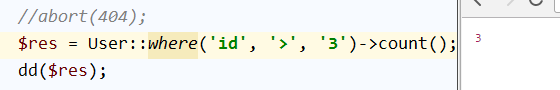 //abort(404);
$res = User::where('id', '>', '3')->count();
dd($res);
3